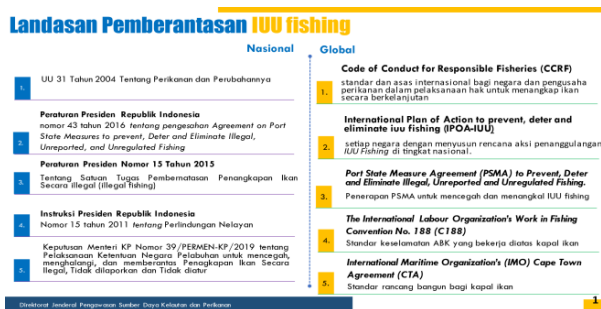 Landasan Pemberantasan IUU fishing
Nasional
1.
UU 31 Tahun 2004 Tentang Perikanan dan Perubahannya
2.
Peraturan Presiden Republik Indonesia
nomor 43 tahun 2016 tentang pengesahan Agreement on Port
State Measures to prevent, Deter and Eliminate Illegal,
Unreported, and Unregulated Fishing
3.
Peraturan Presiden Nomor 15 Tahun 2015
Tentang Satuan Tugas Pembernatasan Penangkapan Ikan
Secara illegal (illegal fishing)
4.
Instruksi Presiden Republik Indonesia
Nomor 15 tahun 2011 tentang Perlindungan Nelayan
5.
Keputusan Menteri KP Nomor 39/PERMEN-KP/2019 tentang
Pelaksanaan Ketentuan Negara Pelabuhan untuk mencegah,
menghalangi, dan memberantas Penangkapan Ikan Secara
Ilegal, Tidak dilaporkan dan Tidak diatur
Global
1.
Code of Conduct for Responsible Fisheries (CCRF)
standar dan asas internasional bagi negara dan pengusaha
perikanan dalam pelaksanaan hak untuk menangkap ikan
secara berkelanjutan
2.
International Plan of Action to prevent, deter and
eliminate iuu fishing (IPOA-IUU)
setiap negara dengan menyusun rencana aksi penanggulangan
IUU Fishing di tingkat nasional.
3.
Port State Measure Agreement (PSMA) to Prevent, Deter
and Eliminate Illegal, Unreported and Unregulated Fishing.
Penerapan PSMA untuk mencegah dan menangkal IUU fishing
4.
The International Labour Organization's Work in Fishing
Convention No. 188 (C188)
Standar keselamatan ABK yang bekerja diatas kapal ikan
5.
International Maritime Organization's (IMO) Cape Town
Agreement (CTA)
Standar rancang bangun bagi kapal ikan
©Direktorat Jenderal Pengawasan Sumber Daya Kelautan dan Perikanan
1